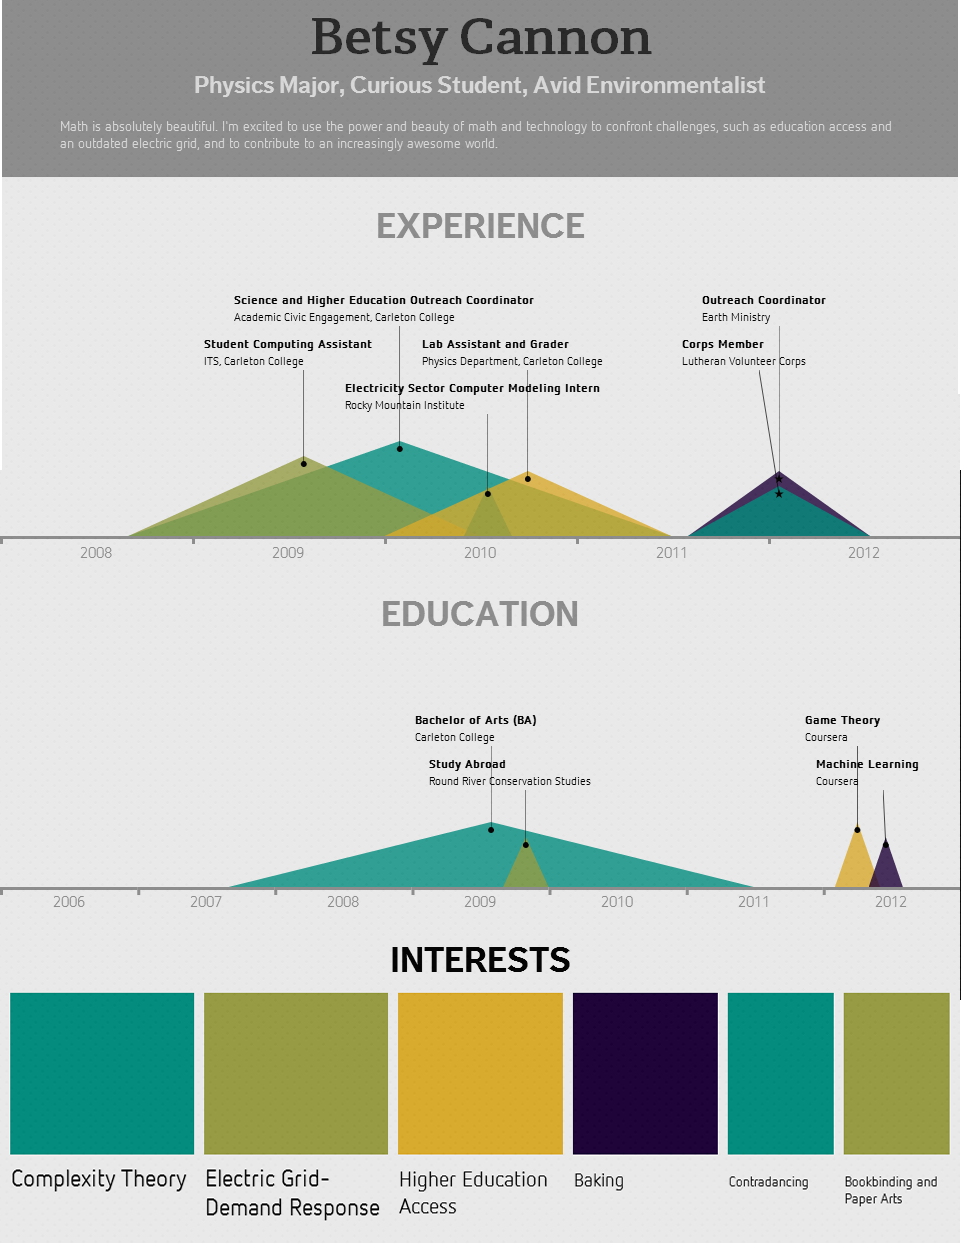 Betsy Cannon
Physics Major, Curious Student, Avid Environmentalist
Math is absolutely beautiful. I'm excited to use the power and beauty of math and technology to confront challenges, such as education access and
an outdated electric grid, and to contribute to an increasingly awesome world.
EXPERIENCE
Science and Higher Education Outreach Coordinator
Academic Civic Engagement, Carleton College
Outreach Coordinator
Earth Ministry
Student Computing Assistant
ITS, Carleton College
Lab Assistant and Grader
Physics Department, Carleton College
Corps Member
Lutheran Volunteer Corps
Electricity Sector Computer Modeling Intern
Rocky Mountain Institute
2008 2009 2010 2011 2012
EDUCATION
Bachelor of Arts (BA)
Carleton College
Game Theory
Coursera
Study Abroad
Round River Conservation Studies
Machine Learning
Coursera
2006 2007 2008 2009 2010 2011 2012
INTERESTS
Complexity Theory
Electric Grid-
Demand Response
Higher Education
Access
Baking
Contradancing
Bookbinding and
Paper Arts